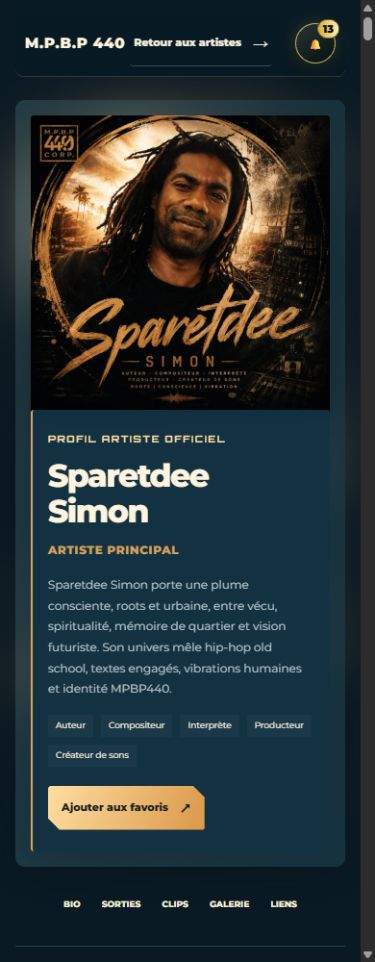 M.P.B.P 440
Retour aux artistes →
13
M.P.B.P
440
CORP.
Sparetdee
SIMON
AUTEUR · COMPOSITEUR · INTERPRÈTE
PRODUCTEUR · CRÉATEUR DE SONS
ROOTS | CONSCIENCE | VIBRATION
PROFIL ARTISTE OFFICIEL
Sparetdee
Simon
ARTISTE PRINCIPAL
Sparetdee Simon porte une plume
consciente, roots et urbaine, entre vécu,
spiritualité, mémoire de quartier et vision
futuriste. Son univers mêle hip-hop old
school, textes engagés, vibrations humaines
et identité MPBP440.
Auteur Compositeur Interprète Producteur
Créateur de sons
Ajouter aux favoris ↗
BIO SORTIES CLIPS GALERIE LIENS